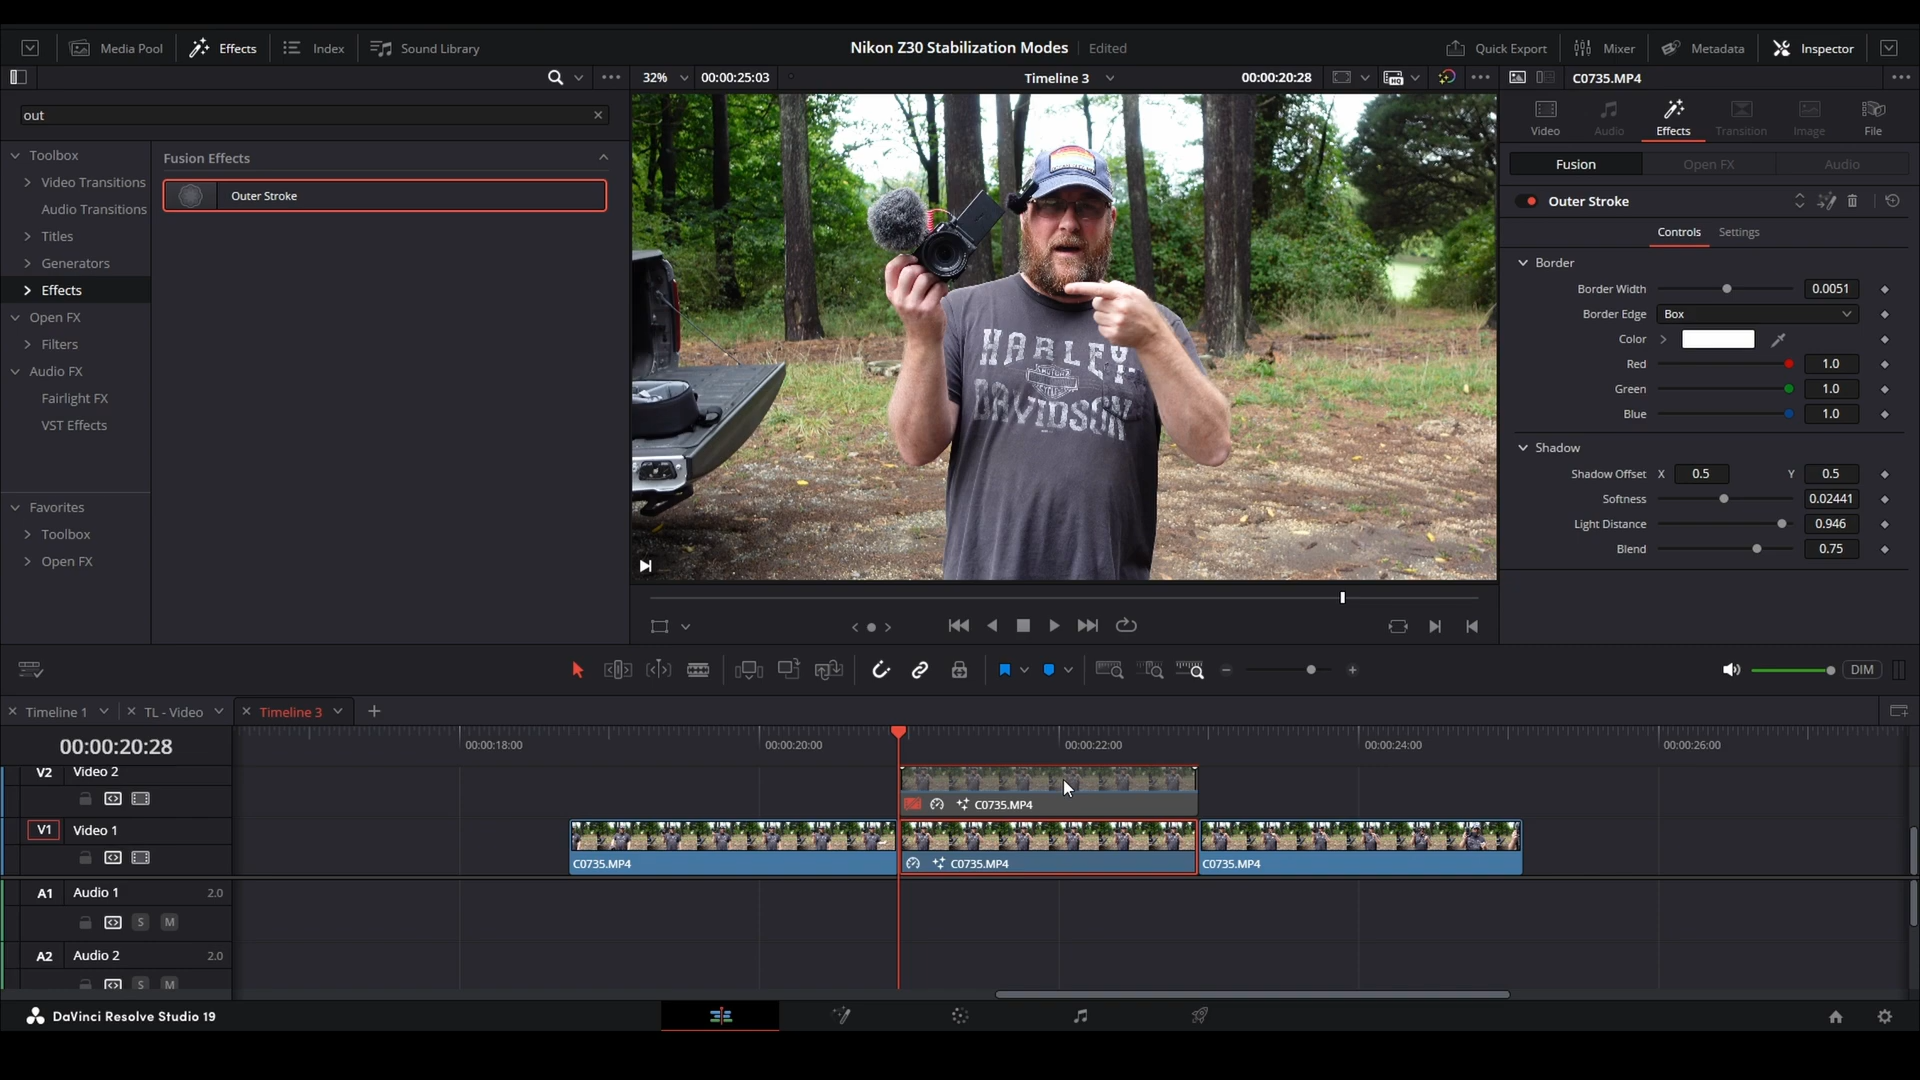 Media Pool
Effects
Index
Sound Library
Nikon Z30 Stabilization Modes
Edited
Quick Export
Mixer
Metadata
Inspector
32%
00:00:25:03
Timeline 3
00:00:20:28
C0735.MP4
out
Toolbox
Video Transitions
Audio Transitions
Titles
Generators
Effects
Open FX
Filters
Audio FX
Fairlight FX
VST Effects
Favorites
Toolbox
Open FX
Fusion Effects
Outer Stroke
HARLEY
DAVIDSON
Video
Audio
Effects
Transition
Image
File
Fusion
Open FX
Audio
Outer Stroke
Controls
Settings
Border
Border Width 0.0051
Border Edge Box
Color
Red 1.0
Green 1.0
Blue 1.0
Shadow
Shadow Offset X 0.5 Y 0.5
Softness 0.02441
Light Distance 0.946
Blend 0.75
DIM
Timeline 1
TL - Video
Timeline 3
00:00:20:28
00:00:18:00
00:00:20:00
00:00:22:00
00:00:24:00
00:00:26:00
V2 Video 2
C0735.MP4
V1 Video 1
C0735.MP4
C0735.MP4
C0735.MP4
A1 Audio 1 2.0
S M
A2 Audio 2 2.0
S M
DaVinci Resolve Studio 19